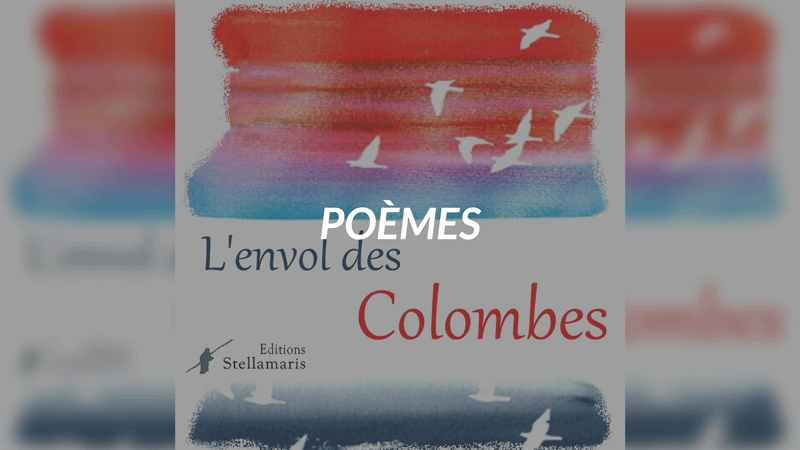 POÈMES
L'envol des
Colombes
Editions
Stellamaris